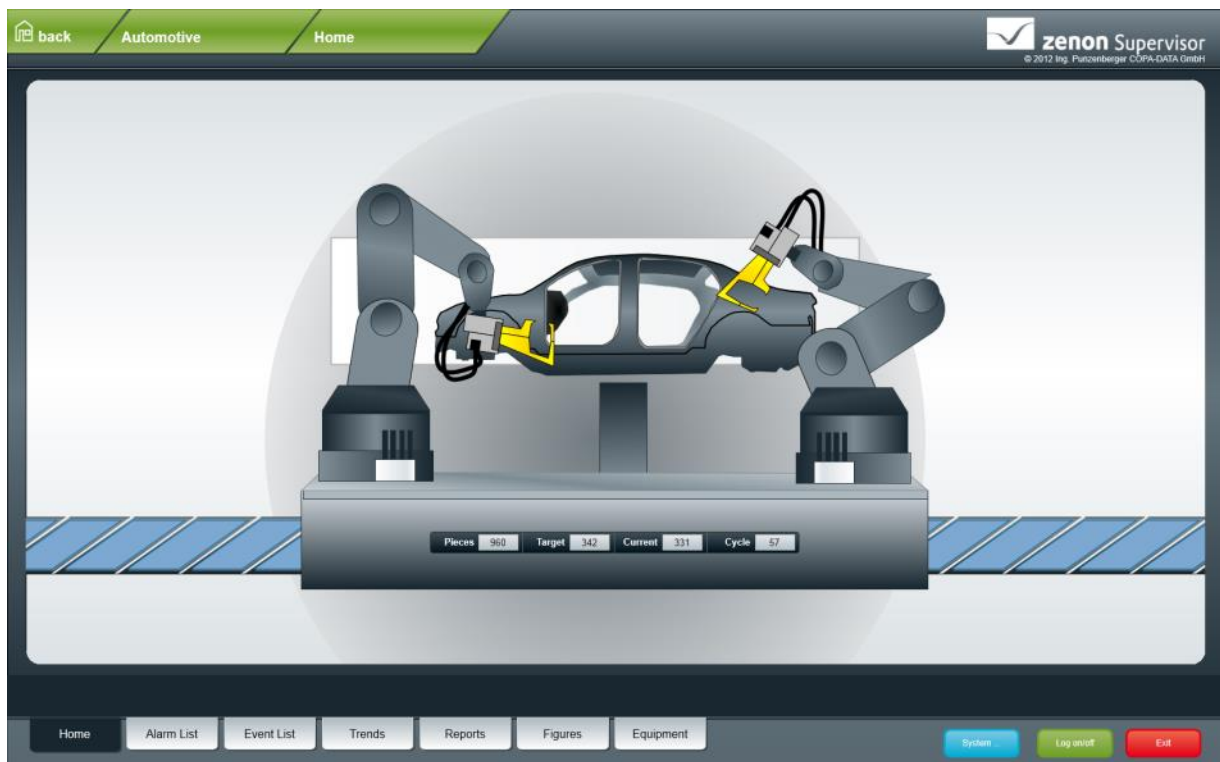 back Automotive Home
zenon Supervisor
© 2012 Ing. Punzenberger COPA-DATA GmbH
Pieces 960 Target 342 Current 331 Cycle 57
Home Alarm List Event List Trends Reports Figures Equipment
System ... Log on/off Exit